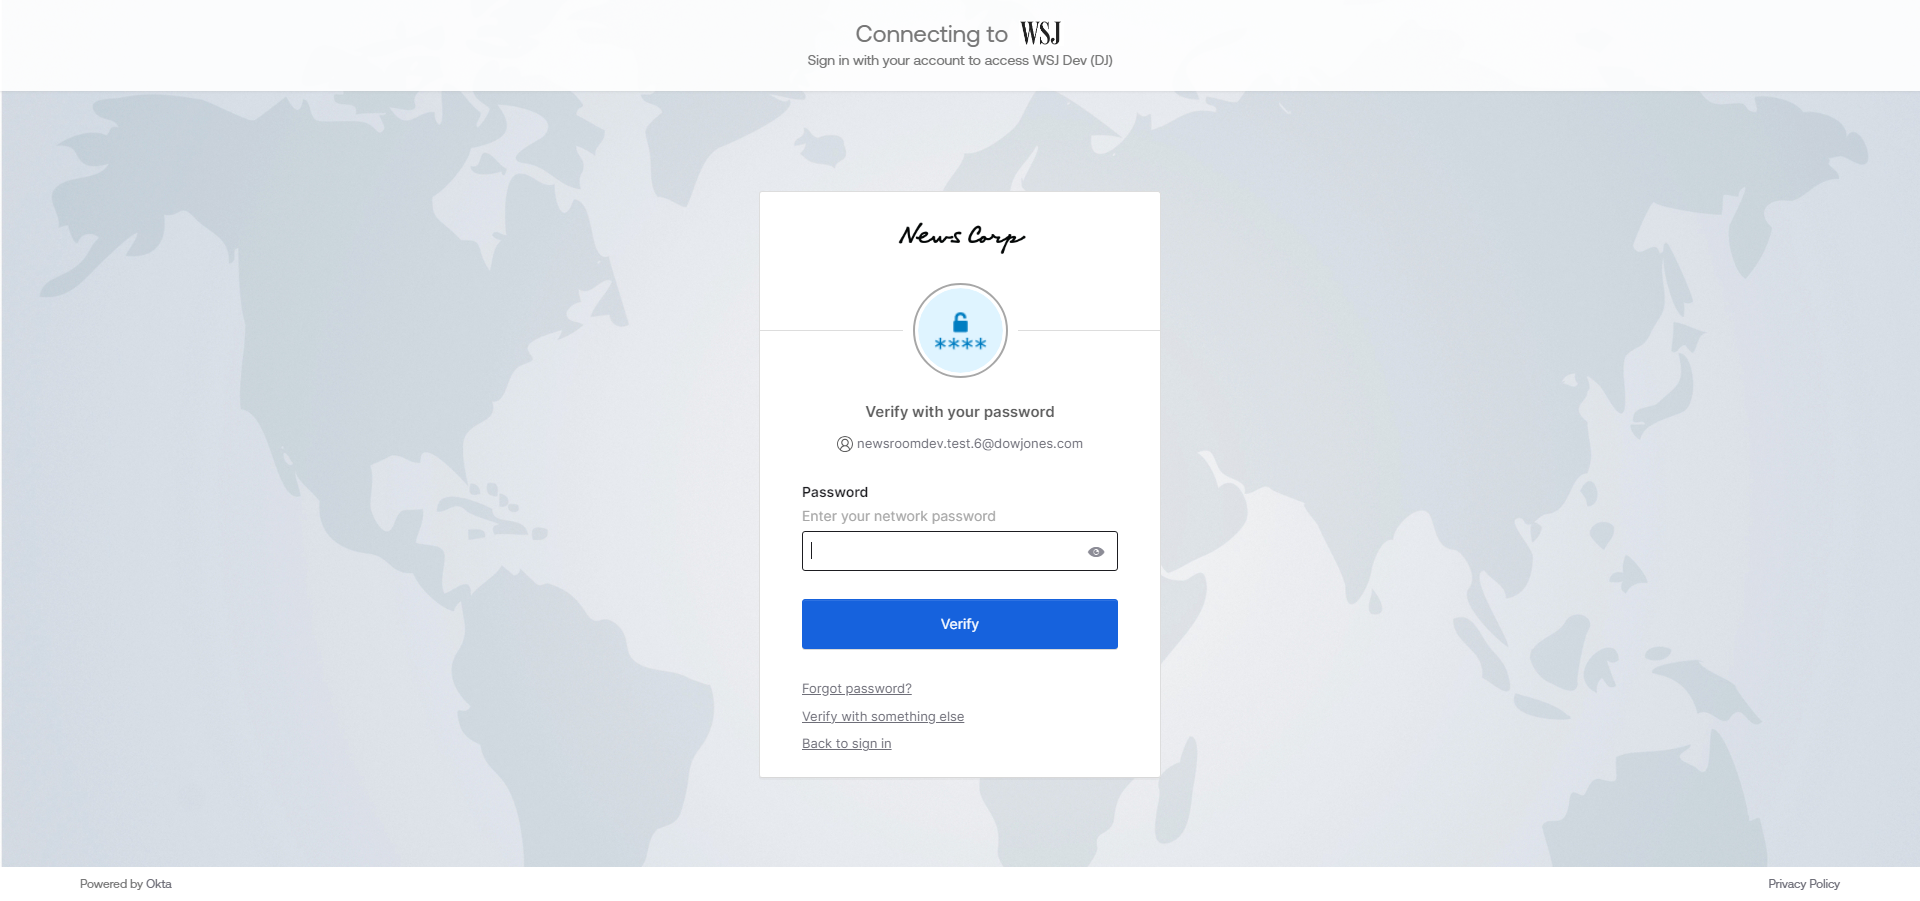 Connecting to WSJ
Sign in with your account to access WSJ Dev (DJ)
News Corp
****
Verify with your password
newsroomdev.test.6@dowjones.com
Password
Enter your network password
Verify
Forgot password?
Verify with something else
Back to sign in
Powered by Okta
Privacy Policy